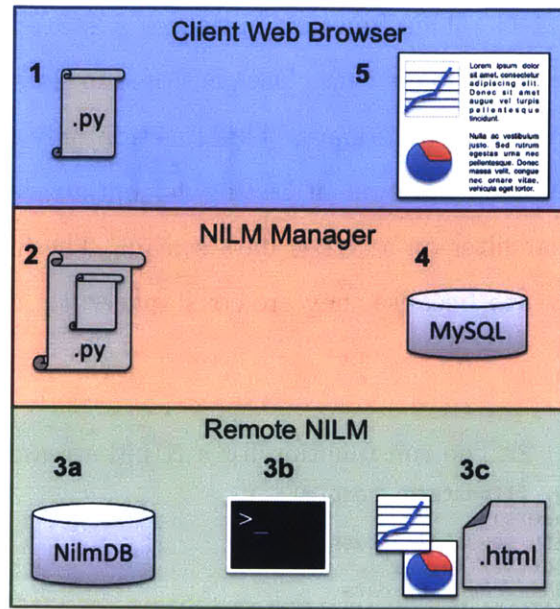 Client Web Browser
1
.py
5
Lorem ipsum dolor
sit amet, consectetur
adipiscing elit.
Donec sit amet
augue vel turpis
pellentesque
tincidunt.
Nulla ac vestibulum
justo. Sed rutrum
egestas urna nec
pellentesque. Donec
massa velit, congue
nec ornare vitae,
vehicula eget tortor.
NILM Manager
2
.py
4
MySQL
Remote NILM
3a
3b
3c
NilmDB
>_
.html